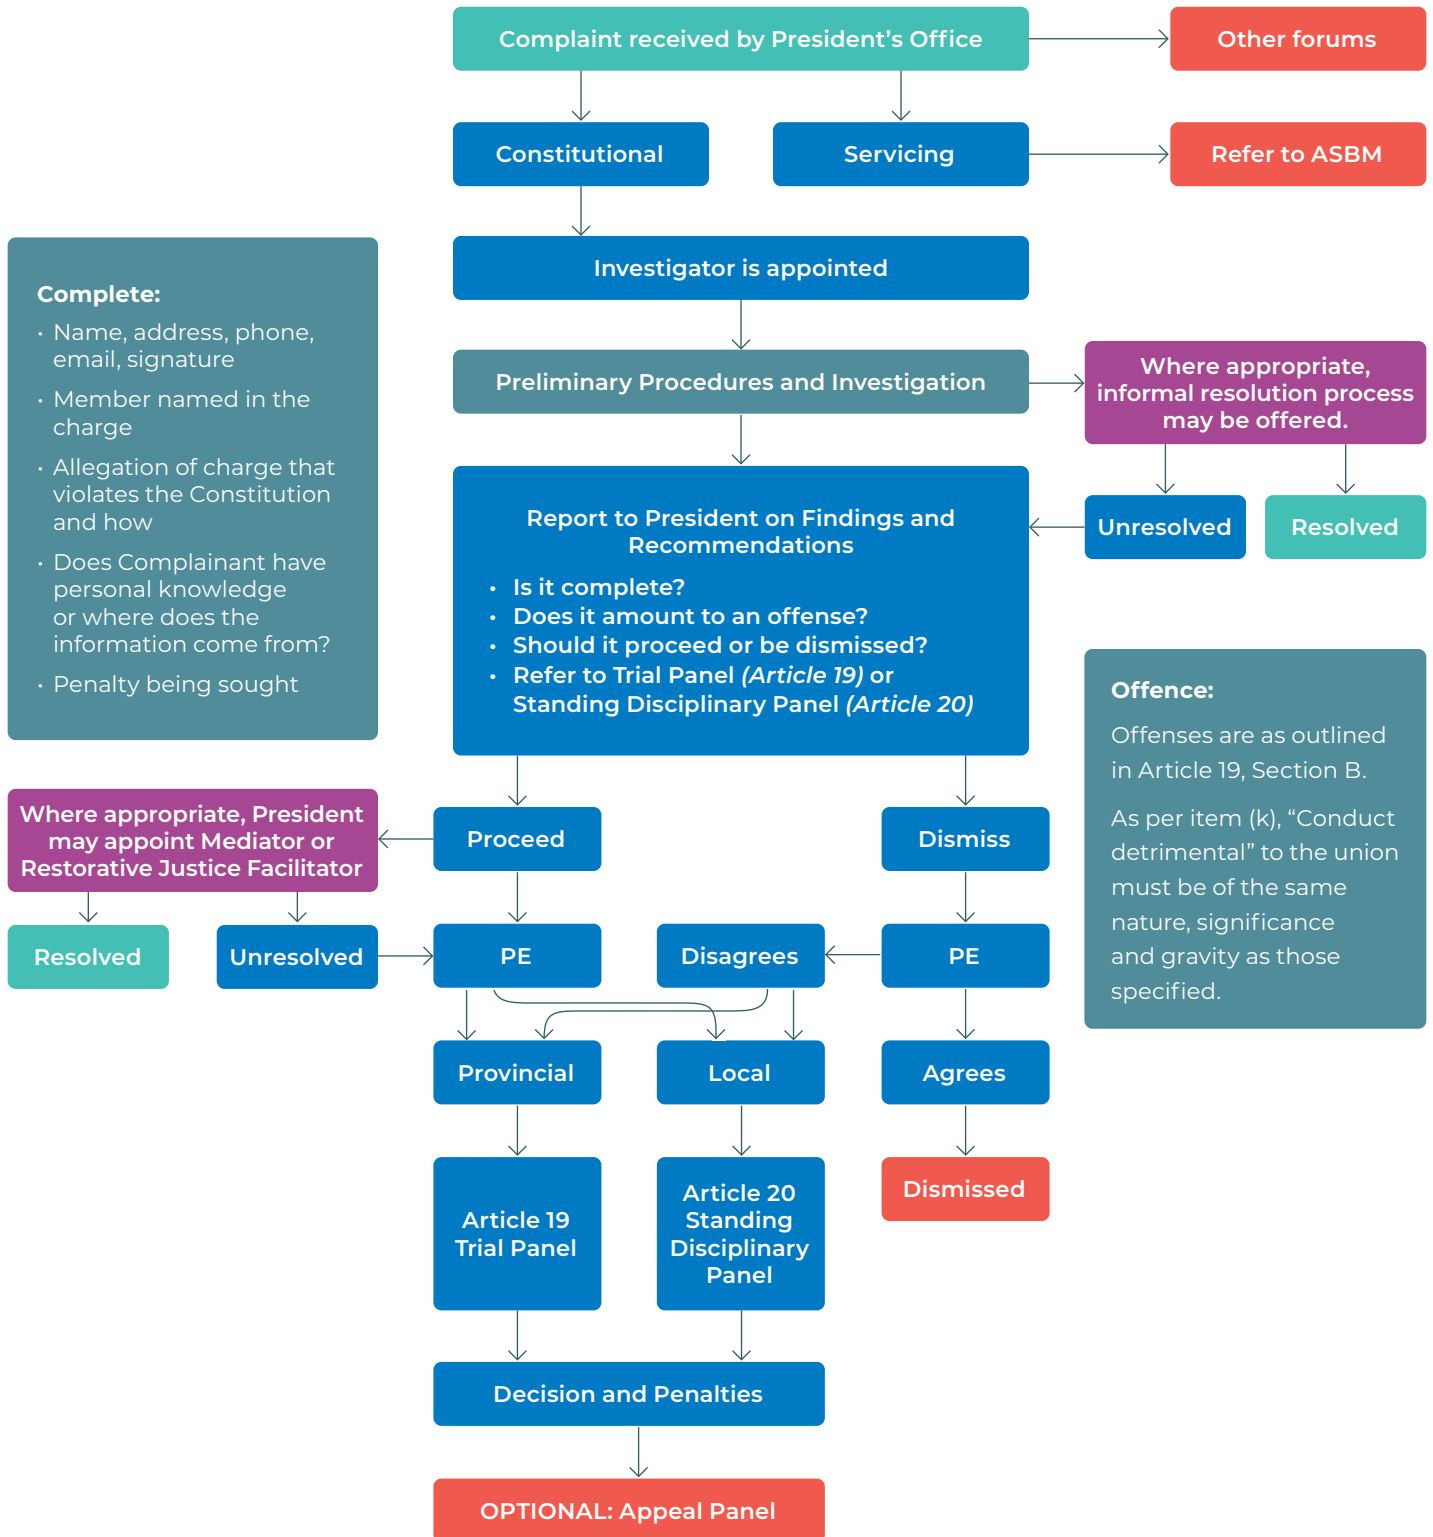 Complaint received by President’s Office
Other forums
Constitutional
Servicing
Refer to ASBM
Investigator is appointed
Complete:
• Name, address, phone,
email, signature
• Member named in the
charge
• Allegation of charge that
violates the Constitution
and how
• Does Complainant have
personal knowledge
or where does the
information come from?
• Penalty being sought
Preliminary Procedures and Investigation
Where appropriate,
informal resolution process
may be offered.
Unresolved
Resolved
Report to President on Findings and
Recommendations
• Is it complete?
• Does it amount to an offense?
• Should it proceed or be dismissed?
• Refer to Trial Panel (Article 19) or
Standing Disciplinary Panel (Article 20)
Offence:
Offenses are as outlined
in Article 19, Section B.
As per item (k), “Conduct
detrimental” to the union
must be of the same
nature, significance
and gravity as those
specified.
Where appropriate, President
may appoint Mediator or
Restorative Justice Facilitator
Proceed
Dismiss
Resolved
Unresolved
PE
Disagrees
PE
Provincial
Local
Agrees
Article 19
Trial Panel
Article 20
Standing
Disciplinary
Panel
Dismissed
Decision and Penalties
OPTIONAL: Appeal Panel